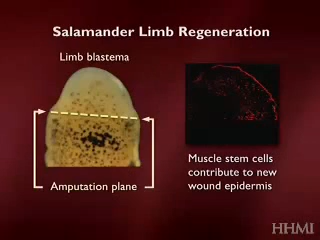 Salamander Limb Regeneration
Limb blastema
Amputation plane
Muscle stem cells
contribute to new
wound epidermis
HHMI